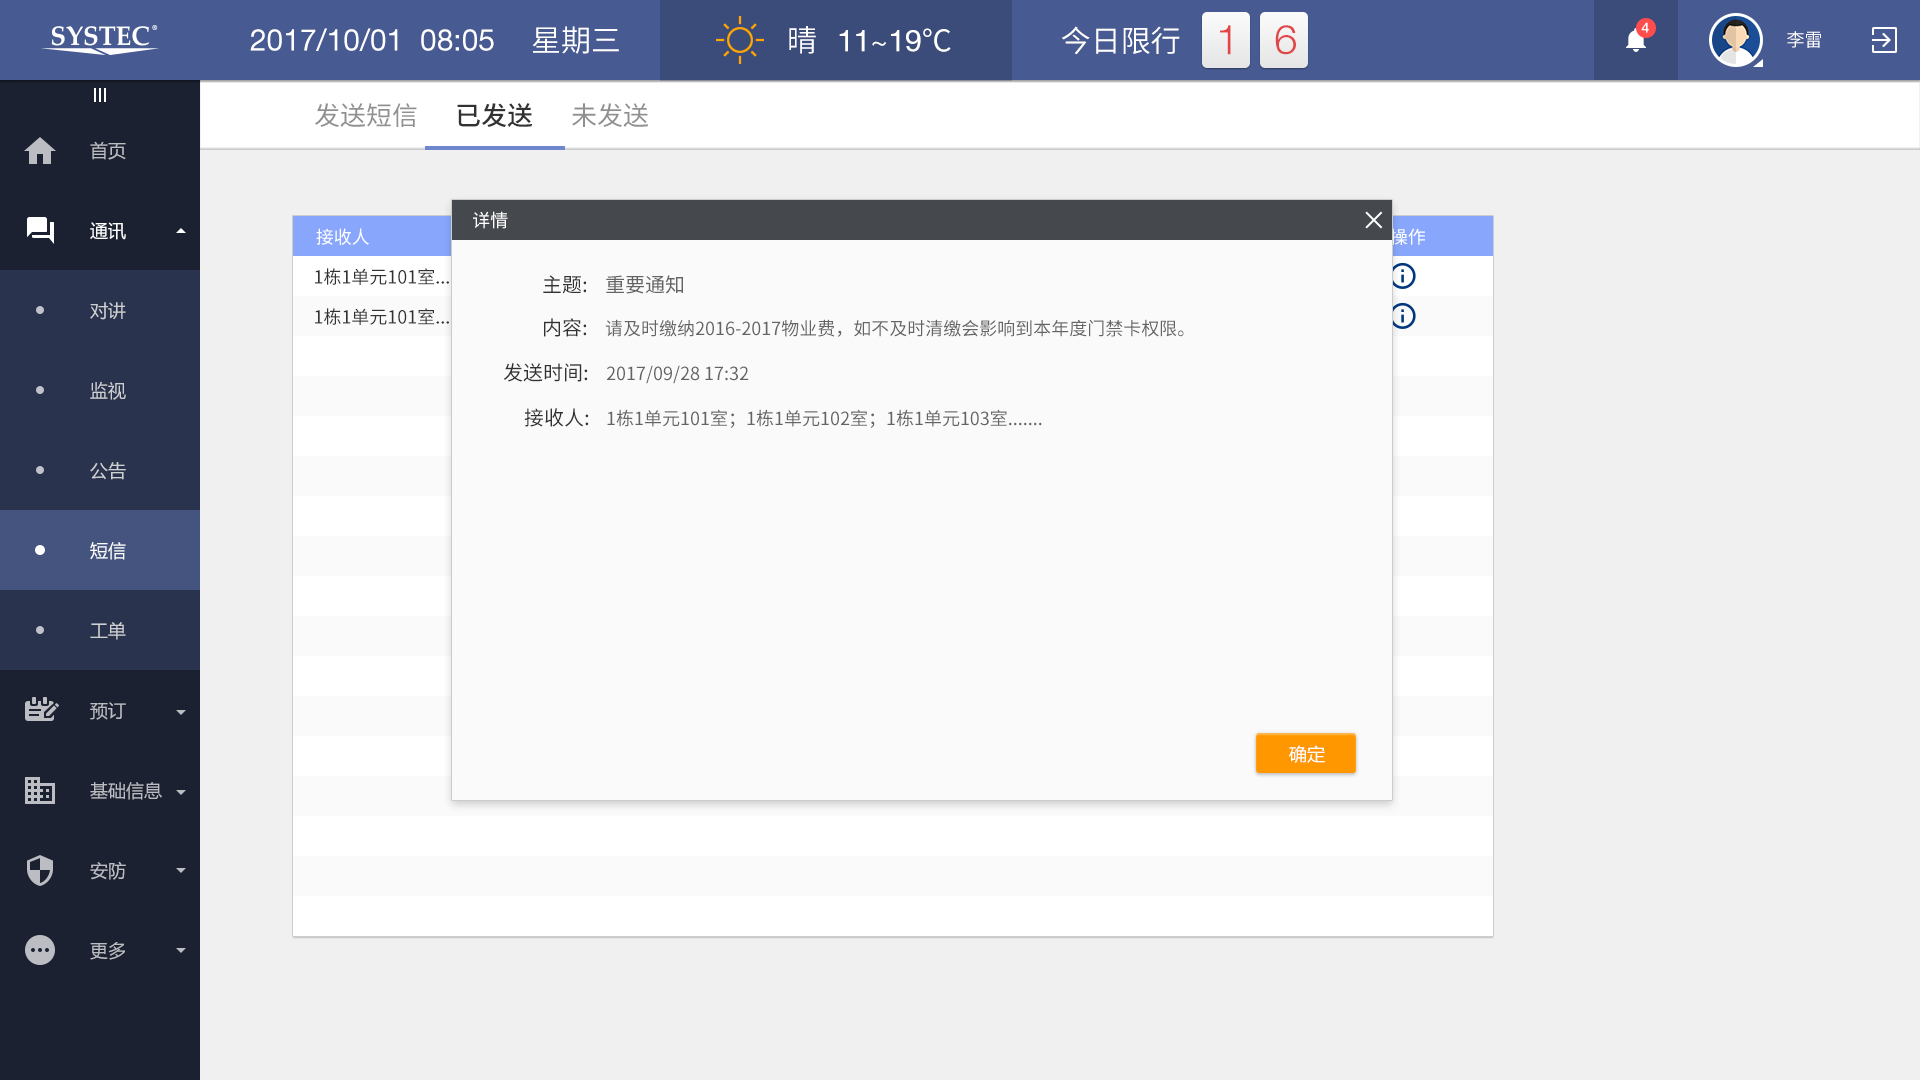 SYSTEC®
2017/10/01 08:05 星期三
晴 11~19℃
今日限行 1 6
4
李雷
首页
通讯
对讲
监视
公告
短信
工单
预订
基础信息
安防
更多
发送短信 已发送 未发送
接收人 操作
1栋1单元101室...
1栋1单元101室...
详情
主题: 重要通知
内容: 请及时缴纳2016-2017物业费，如不及时清缴会影响到本年度门禁卡权限。
发送时间: 2017/09/28 17:32
接收人: 1栋1单元101室；1栋1单元102室；1栋1单元103室.......
确定